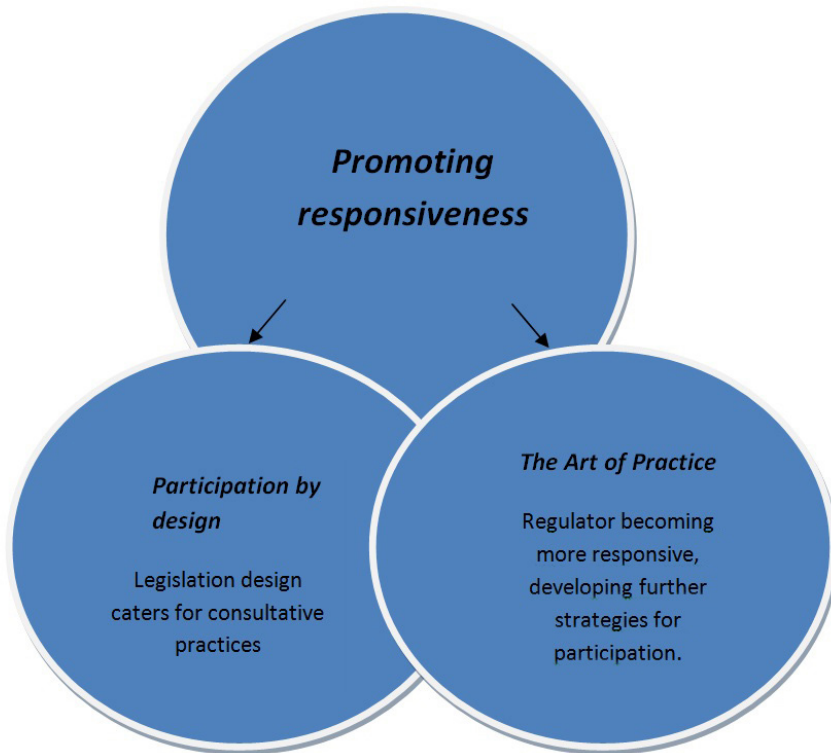 Promoting
responsiveness
Participation by
design
Legislation design
caters for consultative
practices
The Art of Practice
Regulator becoming
more responsive,
developing further
strategies for
participation.